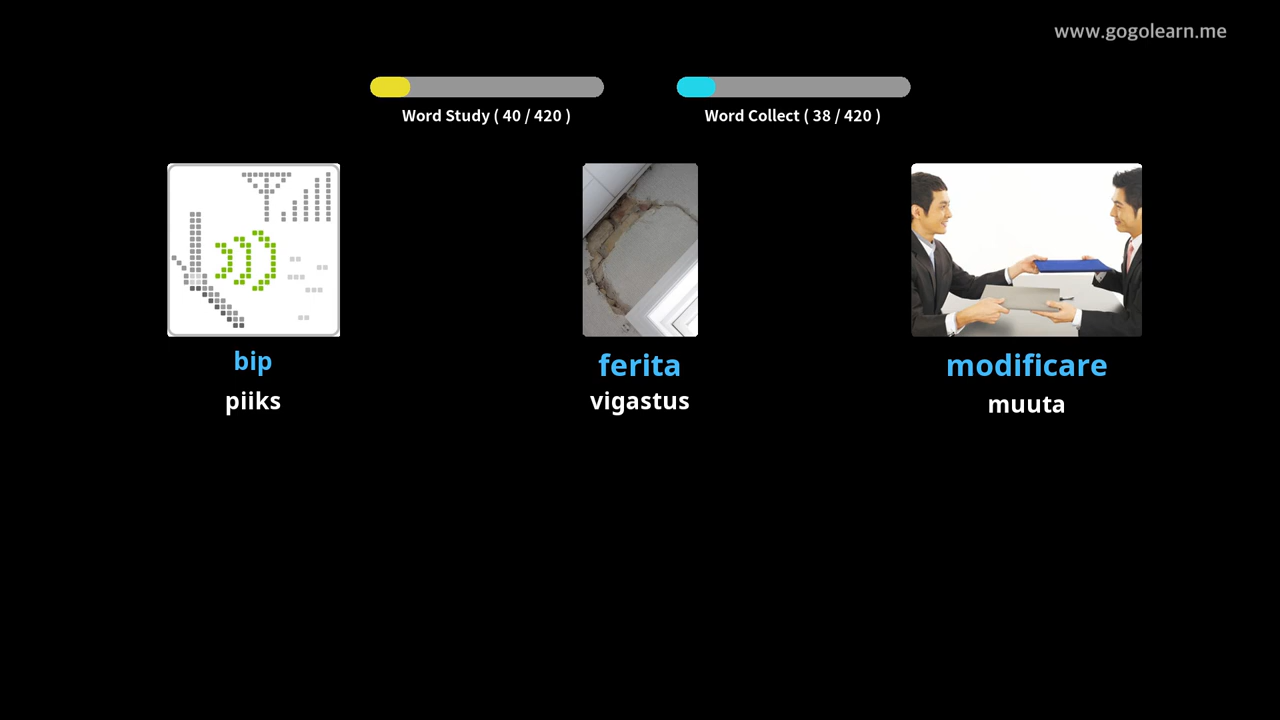 www.gogolearn.me
Word Study ( 40 / 420 )
Word Collect ( 38 / 420 )
bip
piiks
ferita
vigastus
modificare
muuta